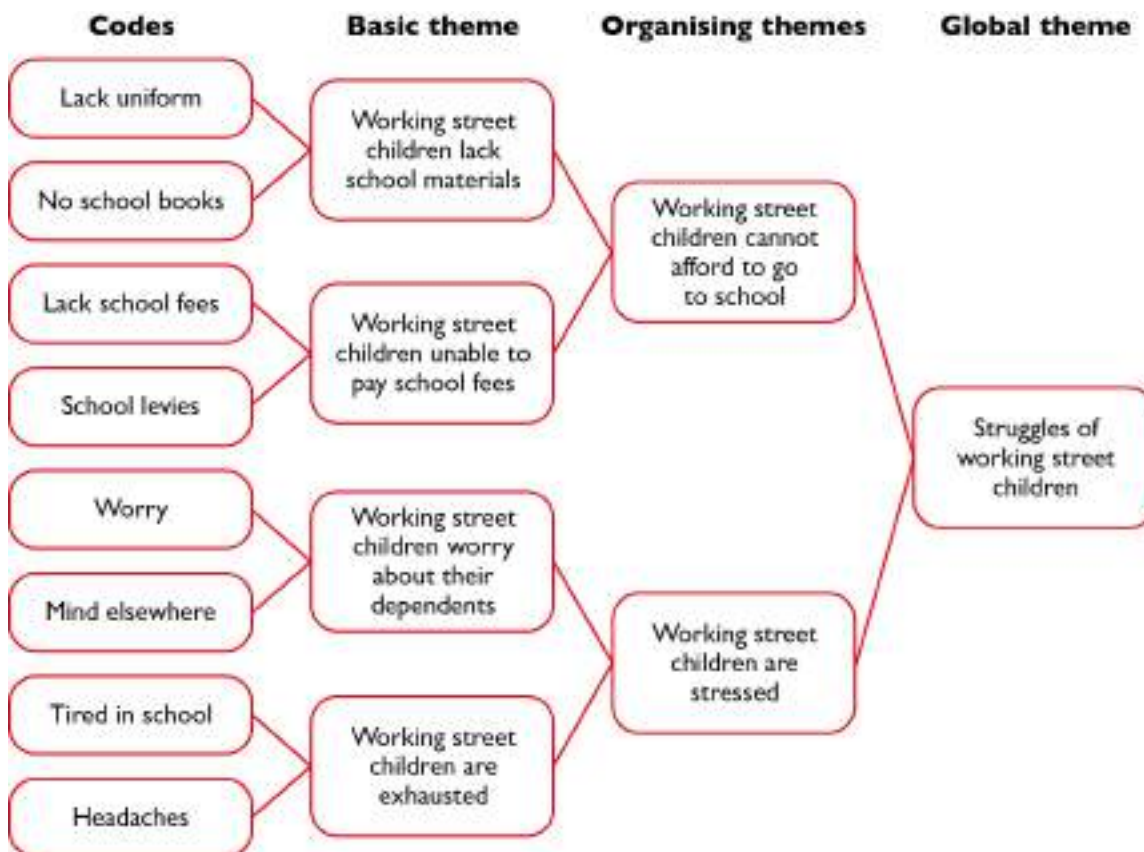 Codes
Basic theme
Organising themes
Global theme
Lack uniform
No school books
Lack school fees
School levies
Worry
Mind elsewhere
Tired in school
Headaches
Working street
children lack
school materials
Working street
children unable to
pay school fees
Working street
children worry
about their
dependents
Working street
children are
exhausted
Working street
children cannot
afford to go
to school
Working street
children are
stressed
Struggles of
working street
children